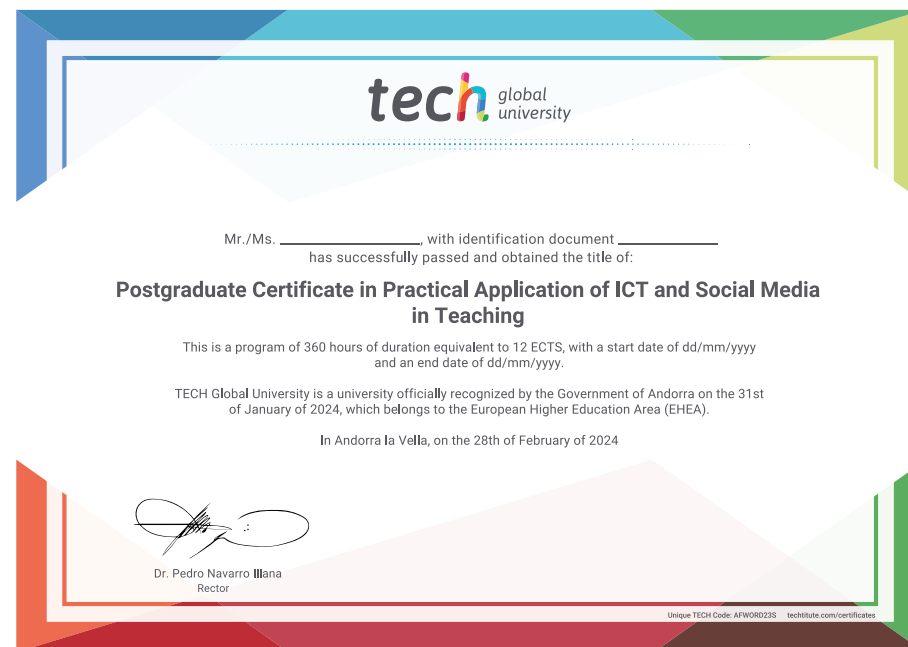 tech global
university
Mr./Ms. ____________, with identification document ____________
has successfully passed and obtained the title of:
Postgraduate Certificate in Practical Application of ICT and Social Media
in Teaching
This is a program of 360 hours of duration equivalent to 12 ECTS, with a start date of dd/mm/yyyy
and an end date of dd/mm/yyyy.
TECH Global University is a university officially recognized by the Government of Andorra on the 31st
of January of 2024, which belongs to the European Higher Education Area (EHEA).
In Andorra la Vella, on the 28th of February of 2024
Dr. Pedro Navarro Illana
Rector
Unique TECH Code: AFWORD23S techtitute.com/certificates